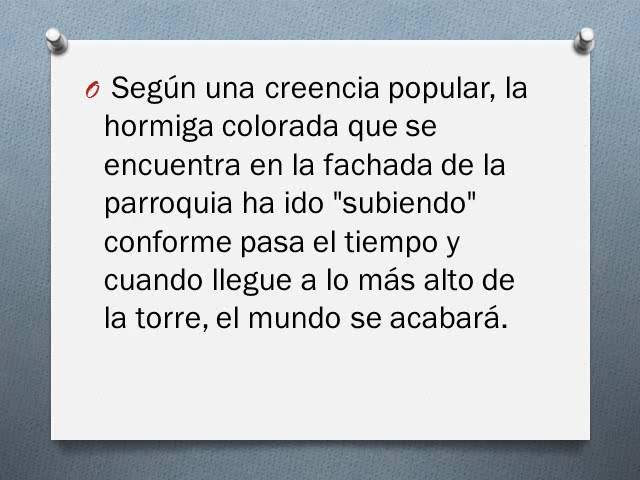 Según una creencia popular, la
hormiga colorada que se
encuentra en la fachada de la
parroquia ha ido "subiendo"
conforme pasa el tiempo y
cuando llegue a lo más alto de
la torre, el mundo se acabará.